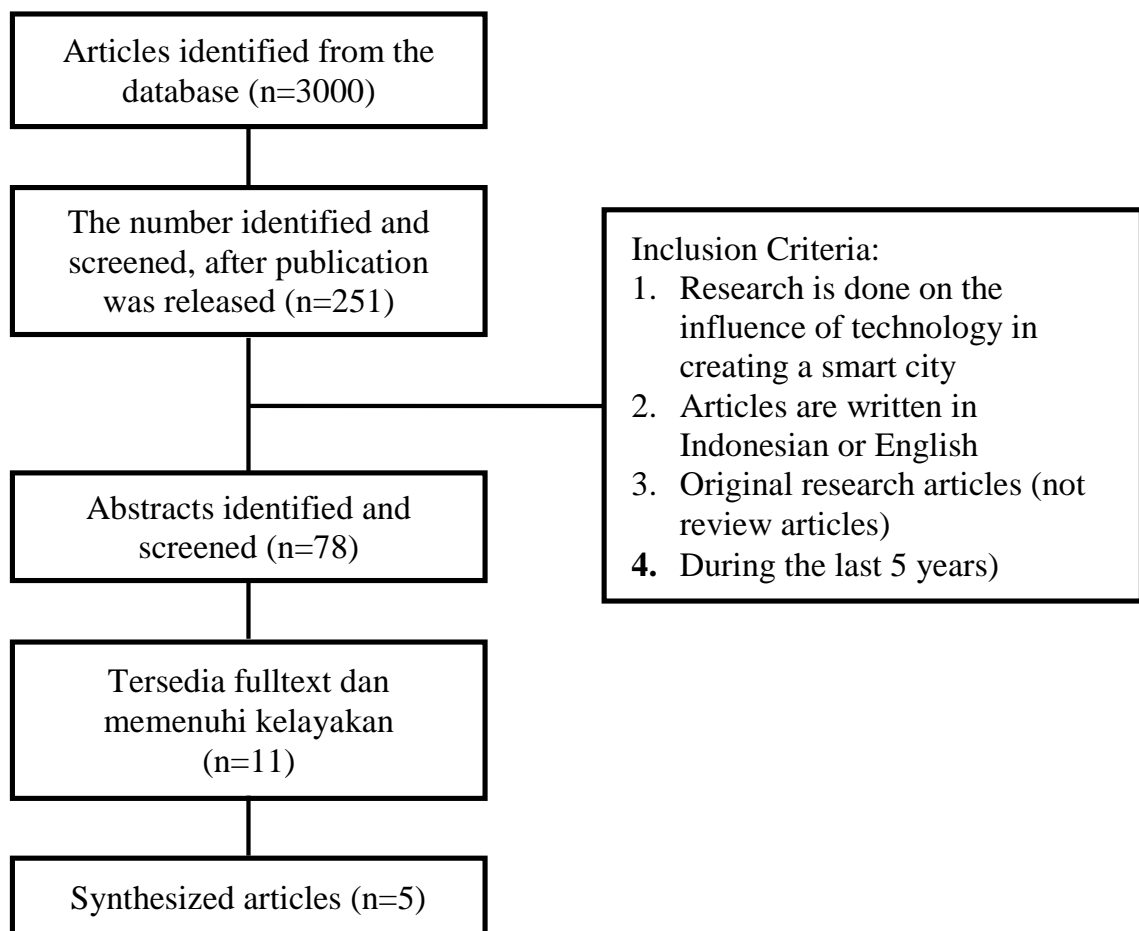 Articles identified from the
database (n=3000)
The number identified and
screened, after publication
was released (n=251)
Inclusion Criteria:
1. Research is done on the
influence of technology in
creating a smart city
2. Articles are written in
Indonesian or English
3. Original research articles (not
review articles)
4. During the last 5 years)
Abstracts identified and
screened (n=78)
Tersedia fulltext dan
memenuhi kelayakan
(n=11)
Synthesized articles (n=5)